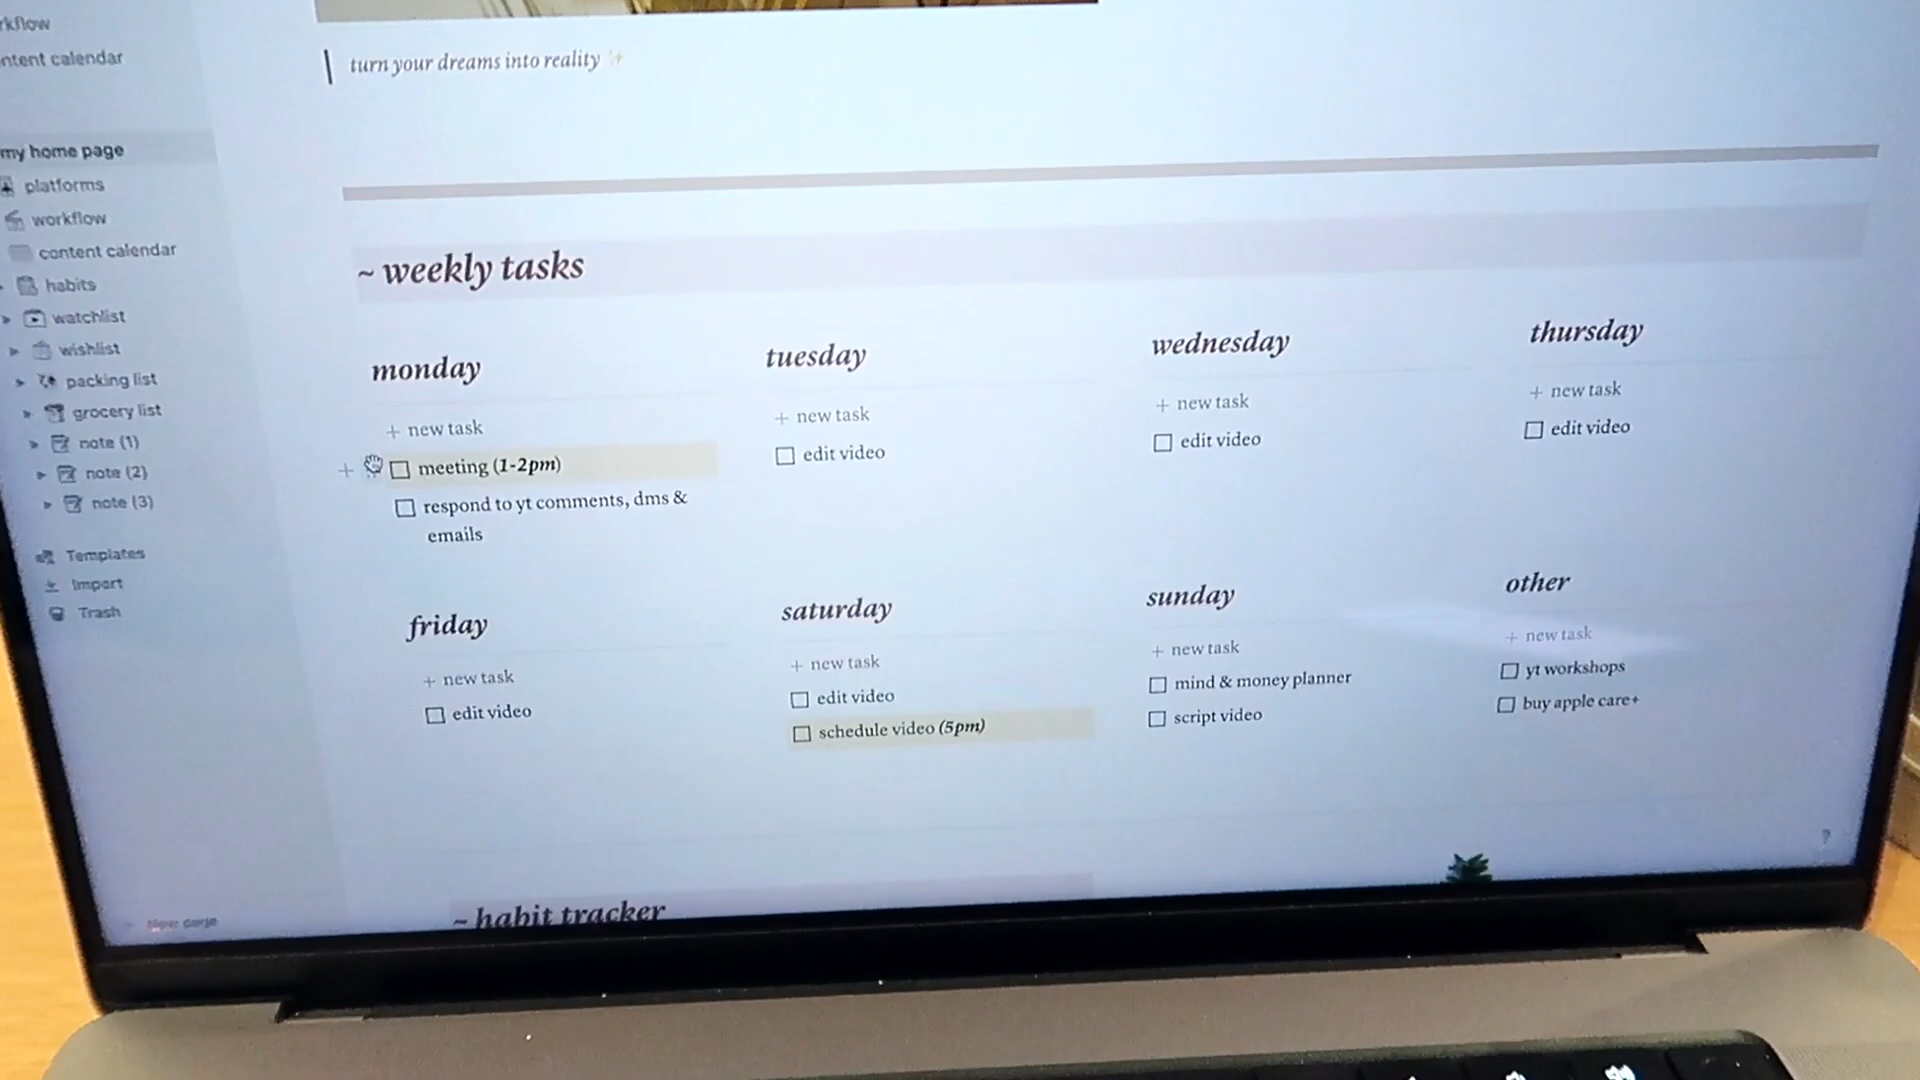 rkflow
ntent calendar
my home page
platforms
workflow
content calendar
habits
watchlist
wishlist
packing list
grocery list
note (1)
note (2)
note (3)
Templates
Import
Trash
New page
turn your dreams into reality ✨
~ weekly tasks
monday
+ new task
meeting (1-2pm)
respond to yt comments, dms &
emails
tuesday
+ new task
edit video
wednesday
+ new task
edit video
thursday
+ new task
edit video
friday
+ new task
edit video
saturday
+ new task
edit video
schedule video (5pm)
sunday
+ new task
mind & money planner
script video
other
+ new task
yt workshops
buy apple care+
?
~ habit tracker